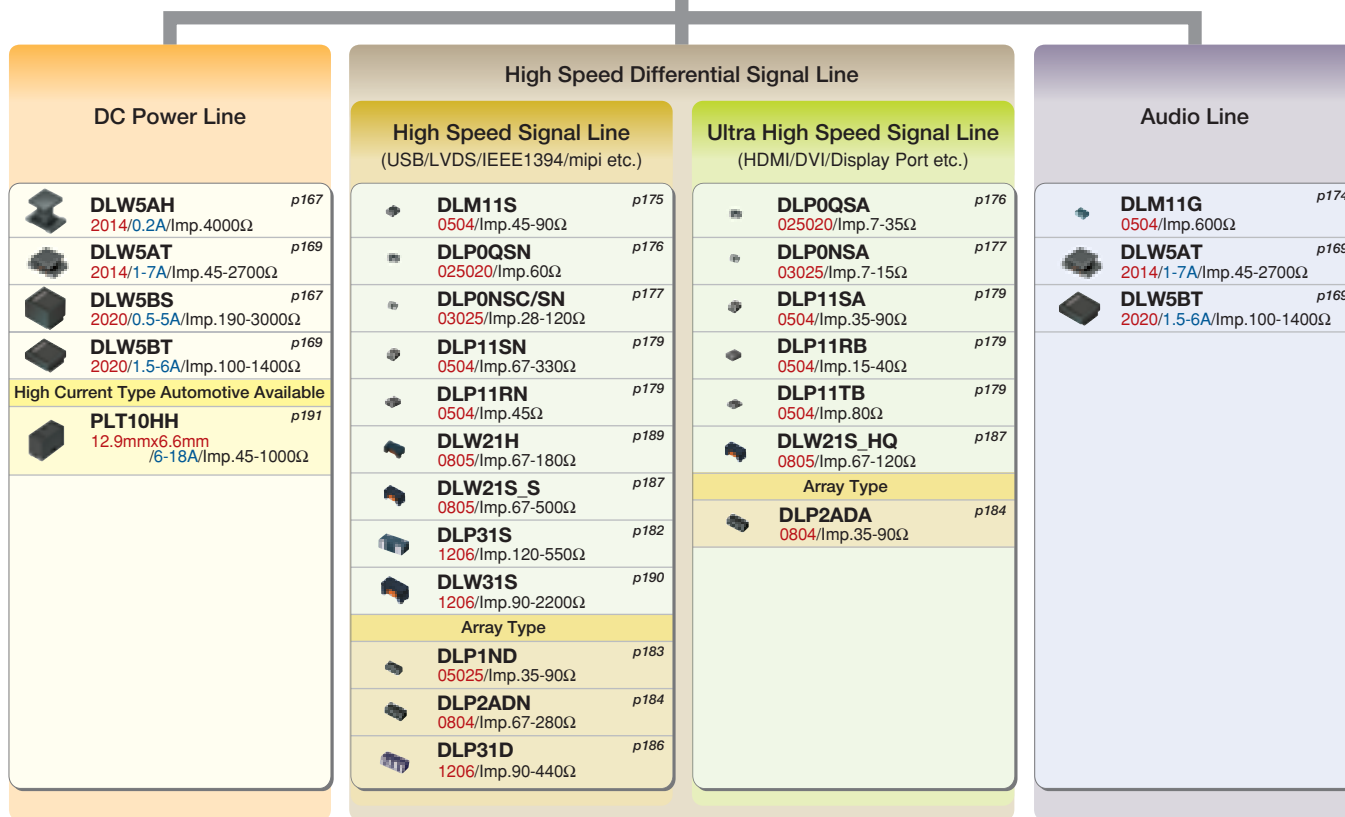 DC Power Line
DLW5AH p167
2014/0.2A/Imp.4000Ω
DLW5AT p169
2014/1-7A/Imp.45-2700Ω
DLW5BS p167
2020/0.5-5A/Imp.190-3000Ω
DLW5BT p169
2020/1.5-6A/Imp.100-1400Ω
High Current Type Automotive Available
PLT10HH p191
12.9mmx6.6mm
/6-18A/Imp.45-1000Ω
High Speed Differential Signal Line
High Speed Signal Line
(USB/LVDS/IEEE1394/mipi etc.)
DLM11S p175
0504/Imp.45-90Ω
DLP0QSN p176
025020/Imp.60Ω
DLP0NSC/SN p177
03025/Imp.28-120Ω
DLP11SN p179
0504/Imp.67-330Ω
DLP11RN p179
0504/Imp.45Ω
DLW21H p189
0805/Imp.67-180Ω
DLW21S_S p187
0805/Imp.67-500Ω
DLP31S p182
1206/Imp.120-550Ω
DLW31S p190
1206/Imp.90-2200Ω
Array Type
DLP1ND p183
05025/Imp.35-90Ω
DLP2ADN p184
0804/Imp.67-280Ω
DLP31D p186
1206/Imp.90-440Ω
Ultra High Speed Signal Line
(HDMI/DVI/Display Port etc.)
DLP0QSA p176
025020/Imp.7-35Ω
DLP0NSA p177
03025/Imp.7-15Ω
DLP11SA p179
0504/Imp.35-90Ω
DLP11RB p179
0504/Imp.15-40Ω
DLP11TB p179
0504/Imp.80Ω
DLW21S_HQ p187
0805/Imp.67-120Ω
Array Type
DLP2ADA p184
0804/Imp.35-90Ω
Audio Line
DLM11G p174
0504/Imp.600Ω
DLW5AT p169
2014/1-7A/Imp.45-2700Ω
DLW5BT p169
2020/1.5-6A/Imp.100-1400Ω